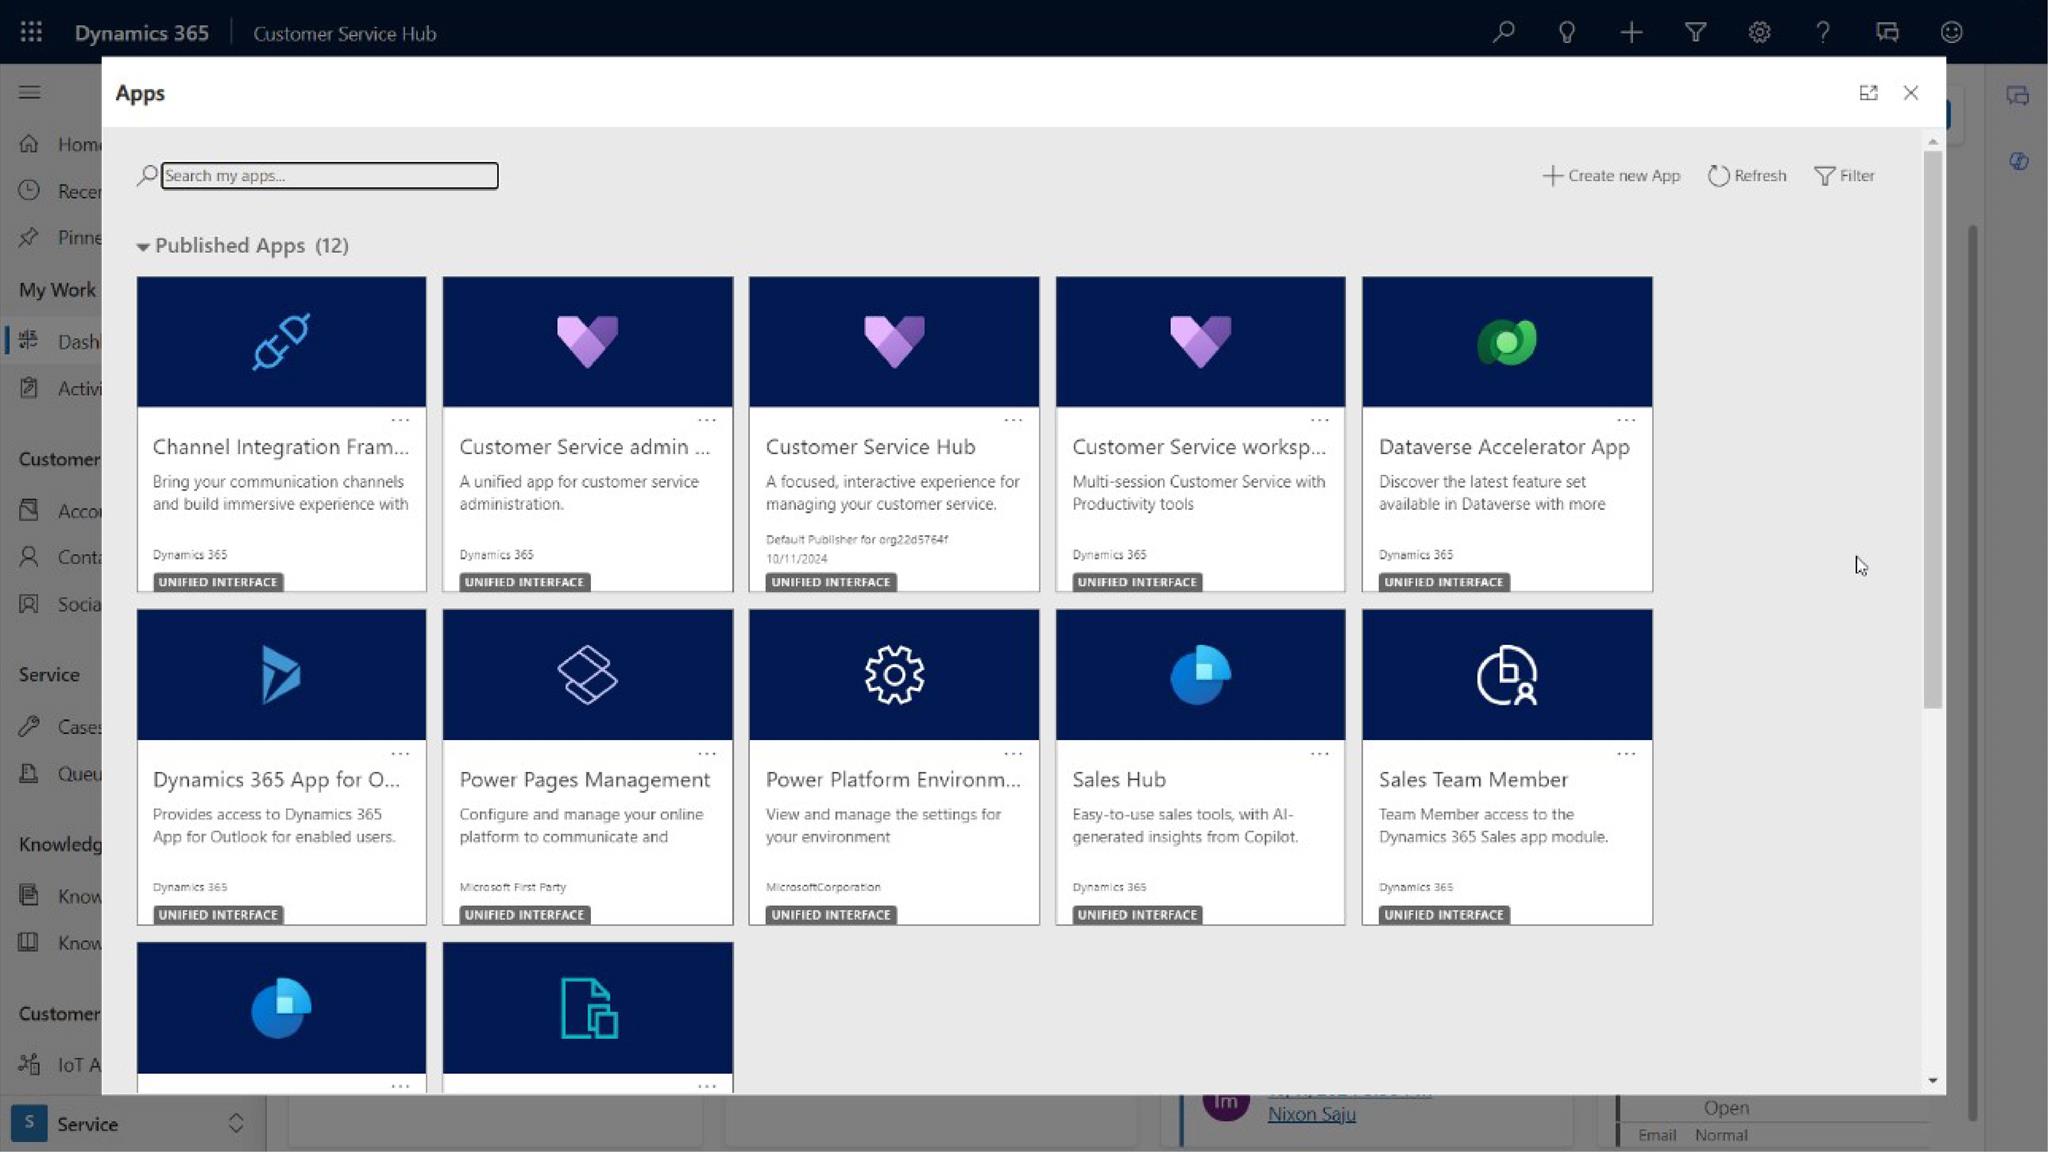 Dynamics 365
Customer Service Hub
Apps
Search my apps...
Create new App
Refresh
Filter
Published Apps (12)
Channel Integration Fram...
Bring your communication channels
and build immersive experience with
Dynamics 365
UNIFIED INTERFACE
Customer Service admin ...
A unified app for customer service
administration.
Dynamics 365
UNIFIED INTERFACE
Customer Service Hub
A focused, interactive experience for
managing your customer service.
Default Publisher for org22d5764f
10/11/2024
UNIFIED INTERFACE
Customer Service worksp...
Multi-session Customer Service with
Productivity tools
Dynamics 365
UNIFIED INTERFACE
Dataverse Accelerator App
Discover the latest feature set
available in Dataverse with more
Dynamics 365
UNIFIED INTERFACE
Dynamics 365 App for O...
Provides access to Dynamics 365
App for Outlook for enabled users.
Dynamics 365
UNIFIED INTERFACE
Power Pages Management
Configure and manage your online
platform to communicate and
Microsoft First Party
UNIFIED INTERFACE
Power Platform Environm...
View and manage the settings for
your environment
MicrosoftCorporation
UNIFIED INTERFACE
Sales Hub
Easy-to-use sales tools, with AI-
generated insights from Copilot.
Dynamics 365
UNIFIED INTERFACE
Sales Team Member
Team Member access to the
Dynamics 365 Sales app module.
Dynamics 365
UNIFIED INTERFACE
Home
Recen
Pinne
My Work
Dashl
Activi
Customer
Accou
Conta
Socia
Service
Cases
Queu
Knowledg
Know
Know
Customer
IoT A
S
Service
Im
Nixon Saju
Open
Email Normal